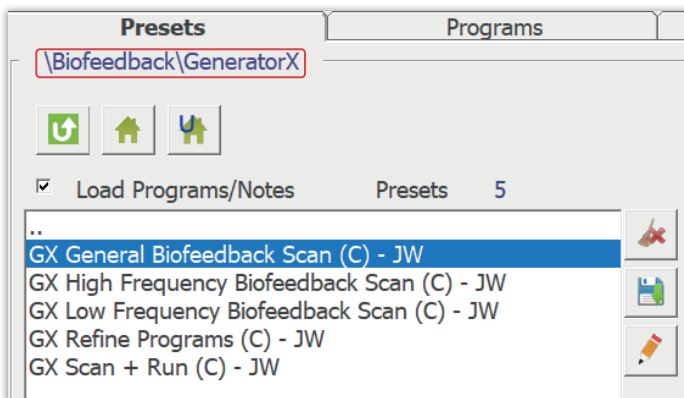 Presets Programs
\Biofeedback\GeneratorX
U
Load Programs/Notes Presets 5
..
GX General Biofeedback Scan (C) - JW
GX High Frequency Biofeedback Scan (C) - JW
GX Low Frequency Biofeedback Scan (C) - JW
GX Refine Programs (C) - JW
GX Scan + Run (C) - JW